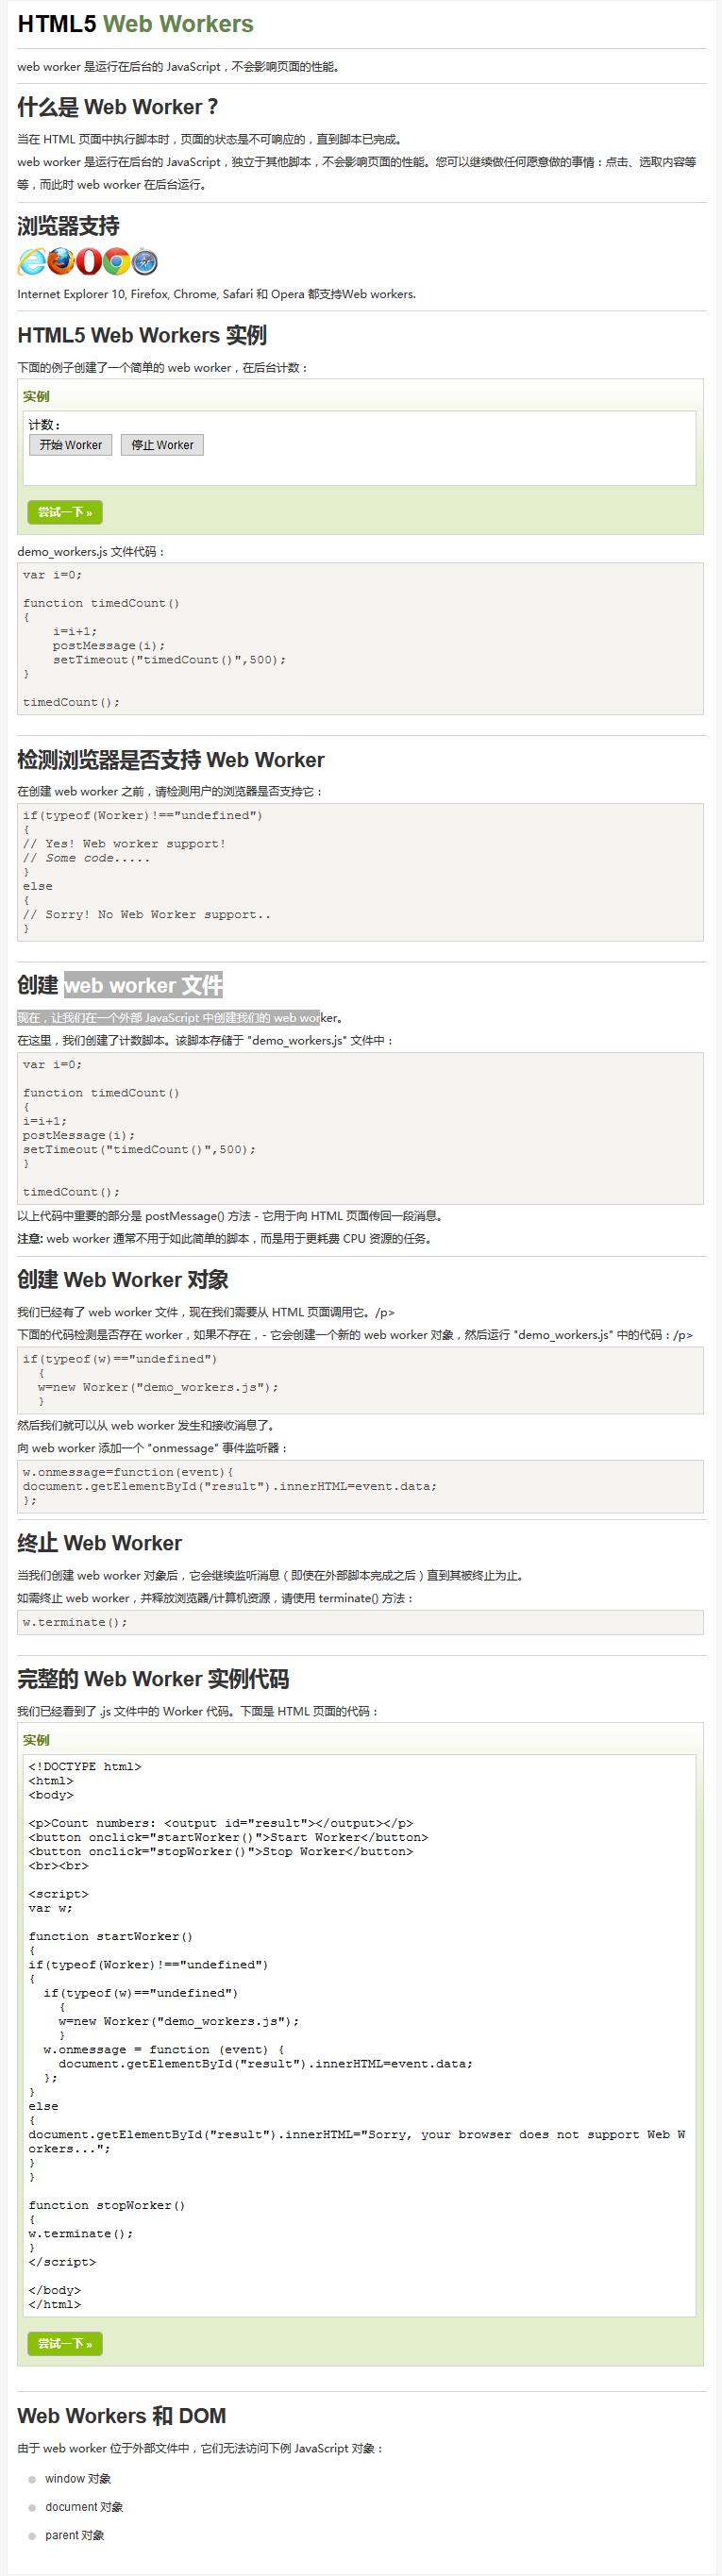 HTML5 Web Workers
web worker 是运行在后台的 JavaScript，不会影响页面的性能。
什么是 Web Worker？
当在 HTML 页面中执行脚本时，页面的状态是不可响应的，直到脚本已完成。
web worker 是运行在后台的 JavaScript，独立于其他脚本，不会影响页面的性能。您可以继续做任何愿意做的事情：点击、选取内容等
等，而此时 web worker 在后台运行。
浏览器支持
Internet Explorer 10, Firefox, Chrome, Safari 和 Opera 都支持Web workers.
HTML5 Web Workers 实例
下面的例子创建了一个简单的 web worker，在后台计数：
实例
计数：
开始 Worker 停止 Worker
尝试一下 »
demo_workers.js 文件代码：
var i=0;
function timedCount()
{
i=i+1;
postMessage(i);
setTimeout("timedCount()",500);
}
timedCount();
检测浏览器是否支持 Web Worker
在创建 web worker 之前，请检测用户的浏览器是否支持它：
if(typeof(Worker)!=="undefined")
{
// Yes! Web worker support!
// Some code.....
}
else
{
// Sorry! No Web Worker support..
}
创建 web worker 文件
现在，让我们在一个外部 JavaScript 中创建我们的 web worker。
在这里，我们创建了计数脚本。该脚本存储于 "demo_workers.js" 文件中：
var i=0;
function timedCount()
{
i=i+1;
postMessage(i);
setTimeout("timedCount()",500);
}
timedCount();
以上代码中重要的部分是 postMessage() 方法 - 它用于向 HTML 页面传回一段消息。
注意: web worker 通常不用于如此简单的脚本，而是用于更耗费 CPU 资源的任务。
创建 Web Worker 对象
我们已经有了 web worker 文件，现在我们需要从 HTML 页面调用它。/p>
下面的代码检测是否存在 worker，如果不存在，- 它会创建一个新的 web worker 对象，然后运行 "demo_workers.js" 中的代码：/p>
if(typeof(w)=="undefined")
{
w=new Worker("demo_workers.js");
}
然后我们就可以从 web worker 发生和接收消息了。
向 web worker 添加一个 "onmessage" 事件监听器：
w.onmessage=function(event){
document.getElementById("result").innerHTML=event.data;
};
终止 Web Worker
当我们创建 web worker 对象后，它会继续监听消息（即使在外部脚本完成之后）直到其被终止为止。
如需终止 web worker，并释放浏览器/计算机资源，请使用 terminate() 方法：
w.terminate();
完整的 Web Worker 实例代码
我们已经看到了 .js 文件中的 Worker 代码。下面是 HTML 页面的代码：
实例
<!DOCTYPE html>
<html>
<body>
<p>Count numbers: <output id="result"></output></p>
<button onclick="startWorker()">Start Worker</button>
<button onclick="stopWorker()">Stop Worker</button>
<br><br>
<script>
var w;
function startWorker()
{
if(typeof(Worker)!=="undefined")
{
if(typeof(w)=="undefined")
{
w=new Worker("demo_workers.js");
}
w.onmessage = function (event) {
document.getElementById("result").innerHTML=event.data;
};
}
else
{
document.getElementById("result").innerHTML="Sorry, your browser does not support Web W
orkers...";
}
}
function stopWorker()
{
w.terminate();
}
</script>
</body>
</html>
尝试一下 »
Web Workers 和 DOM
由于 web worker 位于外部文件中，它们无法访问下例 JavaScript 对象：
window 对象
document 对象
parent 对象